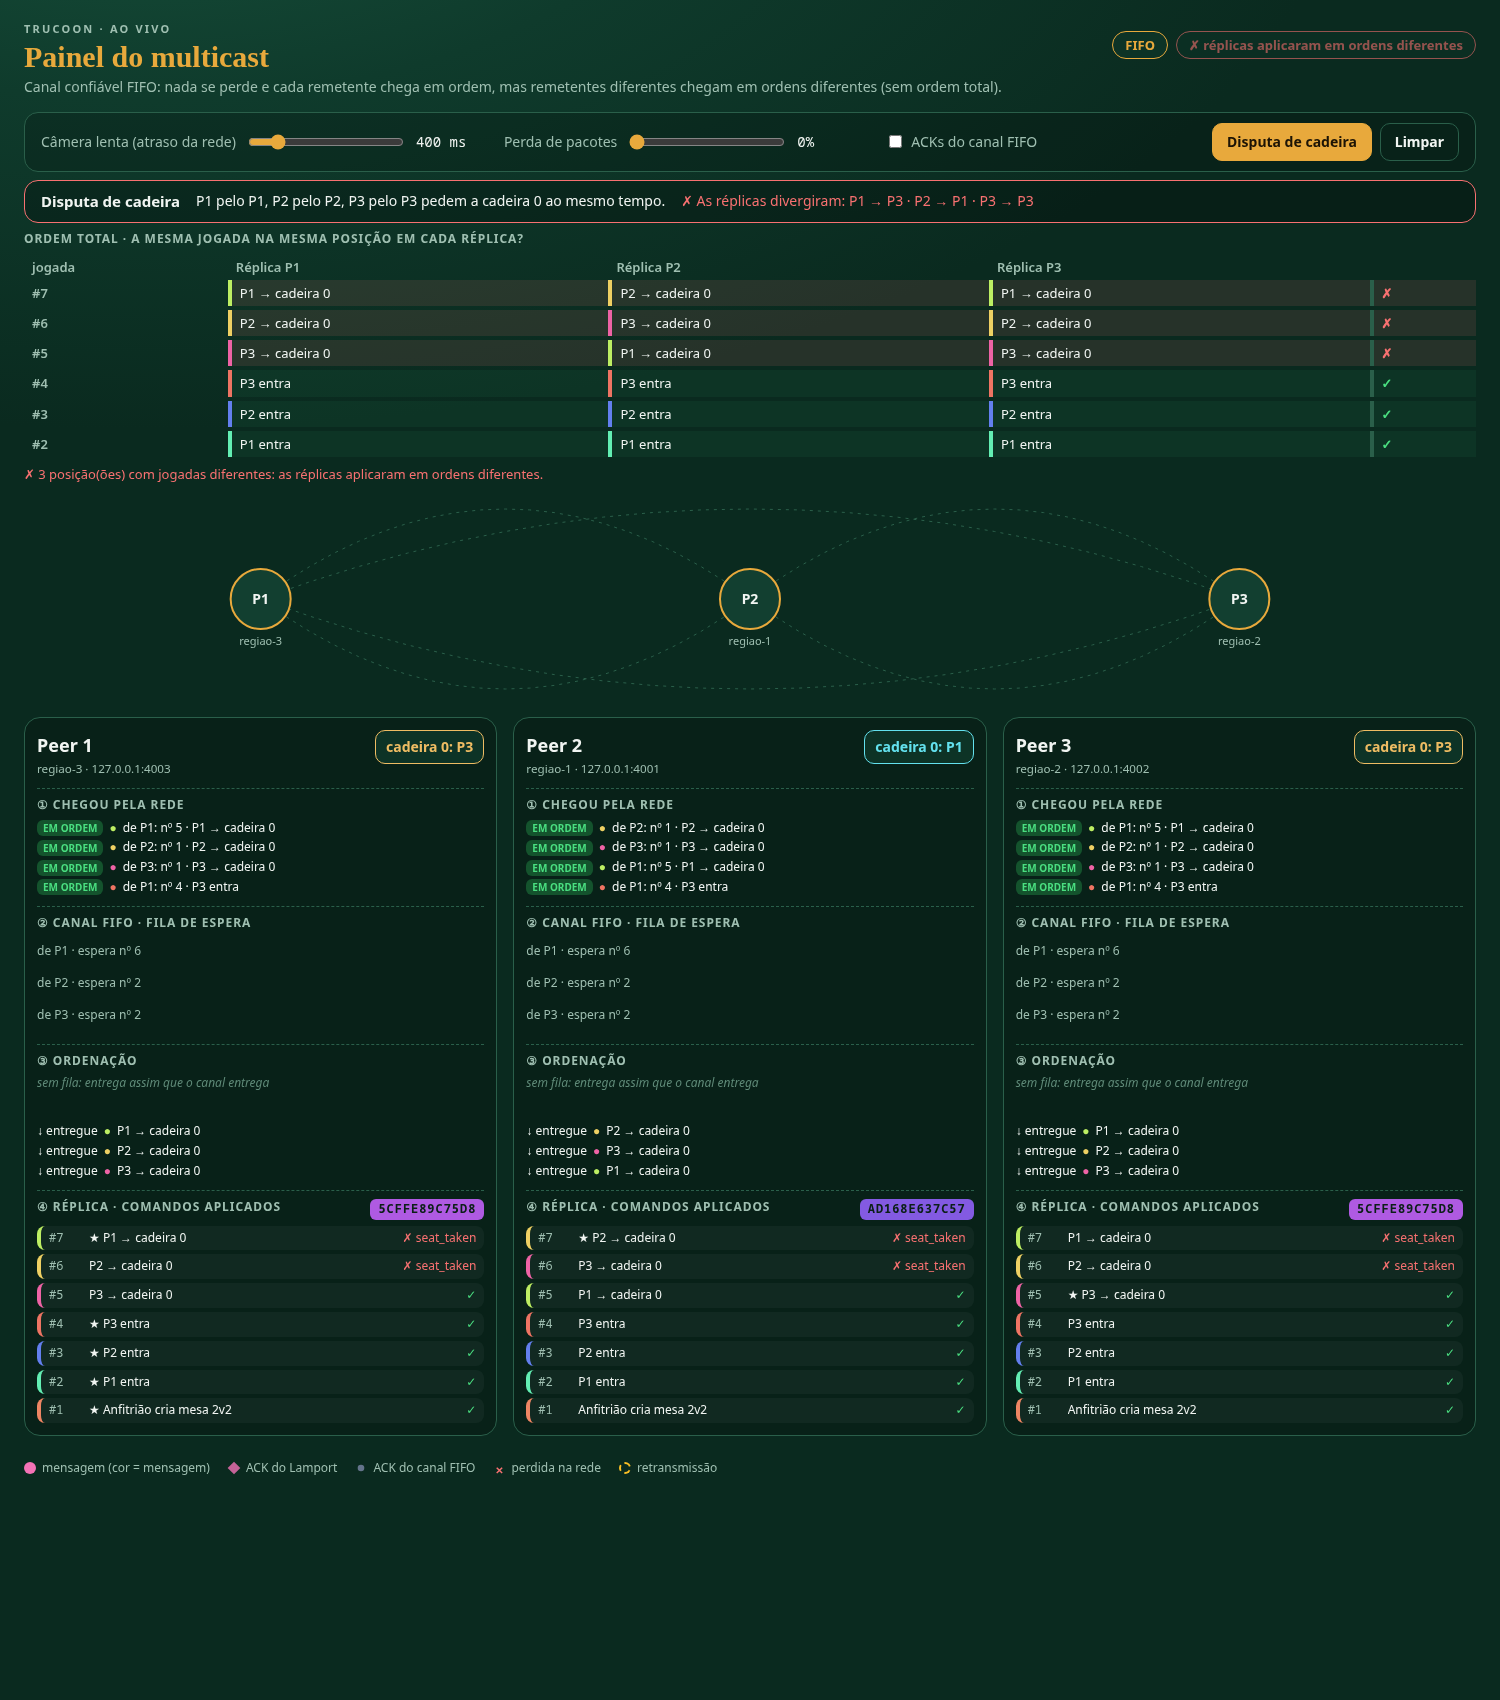 TRUCOON · AO VIVO
Painel do multicast
FIFO
✗ réplicas aplicaram em ordens diferentes
Canal confiável FIFO: nada se perde e cada remetente chega em ordem, mas remetentes diferentes chegam em ordens diferentes (sem ordem total).
Câmera lenta (atraso da rede) 400 ms Perda de pacotes 0% ACKs do canal FIFO Disputa de cadeira Limpar
Disputa de cadeira P1 pelo P1, P2 pelo P2, P3 pelo P3 pedem a cadeira 0 ao mesmo tempo. ✗ As réplicas divergiram: P1 → P3 · P2 → P1 · P3 → P3
ORDEM TOTAL · A MESMA JOGADA NA MESMA POSIÇÃO EM CADA RÉPLICA?
jogada Réplica P1 Réplica P2 Réplica P3
#7 P1 → cadeira 0 P2 → cadeira 0 P1 → cadeira 0 ✗
#6 P2 → cadeira 0 P3 → cadeira 0 P2 → cadeira 0 ✗
#5 P3 → cadeira 0 P1 → cadeira 0 P3 → cadeira 0 ✗
#4 P3 entra P3 entra P3 entra ✓
#3 P2 entra P2 entra P2 entra ✓
#2 P1 entra P1 entra P1 entra ✓
✗ 3 posição(ões) com jogadas diferentes: as réplicas aplicaram em ordens diferentes.
P1 P2 P3
regiao-3 regiao-1 regiao-2
Peer 1 cadeira 0: P3
regiao-3 · 127.0.0.1:4003
① CHEGOU PELA REDE
EM ORDEM ● de P1: nº 5 · P1 → cadeira 0
EM ORDEM ● de P2: nº 1 · P2 → cadeira 0
EM ORDEM ● de P3: nº 1 · P3 → cadeira 0
EM ORDEM ● de P1: nº 4 · P3 entra
② CANAL FIFO · FILA DE ESPERA
de P1 · espera nº 6
de P2 · espera nº 2
de P3 · espera nº 2
③ ORDENAÇÃO
sem fila: entrega assim que o canal entrega
↓ entregue ● P1 → cadeira 0
↓ entregue ● P2 → cadeira 0
↓ entregue ● P3 → cadeira 0
④ RÉPLICA · COMANDOS APLICADOS 5CFFE89C75D8
#7 ★ P1 → cadeira 0 ✗ seat_taken
#6 P2 → cadeira 0 ✗ seat_taken
#5 P3 → cadeira 0 ✓
#4 ★ P3 entra ✓
#3 ★ P2 entra ✓
#2 ★ P1 entra ✓
#1 ★ Anfitrião cria mesa 2v2 ✓
Peer 2 cadeira 0: P1
regiao-1 · 127.0.0.1:4001
① CHEGOU PELA REDE
EM ORDEM ● de P2: nº 1 · P2 → cadeira 0
EM ORDEM ● de P3: nº 1 · P3 → cadeira 0
EM ORDEM ● de P1: nº 5 · P1 → cadeira 0
EM ORDEM ● de P1: nº 4 · P3 entra
② CANAL FIFO · FILA DE ESPERA
de P1 · espera nº 6
de P2 · espera nº 2
de P3 · espera nº 2
③ ORDENAÇÃO
sem fila: entrega assim que o canal entrega
↓ entregue ● P2 → cadeira 0
↓ entregue ● P3 → cadeira 0
↓ entregue ● P1 → cadeira 0
④ RÉPLICA · COMANDOS APLICADOS AD168E637C57
#7 ★ P2 → cadeira 0 ✗ seat_taken
#6 P3 → cadeira 0 ✗ seat_taken
#5 P1 → cadeira 0 ✓
#4 P3 entra ✓
#3 P2 entra ✓
#2 P1 entra ✓
#1 Anfitrião cria mesa 2v2 ✓
Peer 3 cadeira 0: P3
regiao-2 · 127.0.0.1:4002
① CHEGOU PELA REDE
EM ORDEM ● de P1: nº 5 · P1 → cadeira 0
EM ORDEM ● de P2: nº 1 · P2 → cadeira 0
EM ORDEM ● de P3: nº 1 · P3 → cadeira 0
EM ORDEM ● de P1: nº 4 · P3 entra
② CANAL FIFO · FILA DE ESPERA
de P1 · espera nº 6
de P2 · espera nº 2
de P3 · espera nº 2
③ ORDENAÇÃO
sem fila: entrega assim que o canal entrega
↓ entregue ● P1 → cadeira 0
↓ entregue ● P2 → cadeira 0
↓ entregue ● P3 → cadeira 0
④ RÉPLICA · COMANDOS APLICADOS 5CFFE89C75D8
#7 P1 → cadeira 0 ✗ seat_taken
#6 P2 → cadeira 0 ✗ seat_taken
#5 ★ P3 → cadeira 0 ✓
#4 P3 entra ✓
#3 P2 entra ✓
#2 P1 entra ✓
#1 Anfitrião cria mesa 2v2 ✓
mensagem (cor = mensagem) ACK do Lamport ACK do canal FIFO × perdida na rede retransmissão